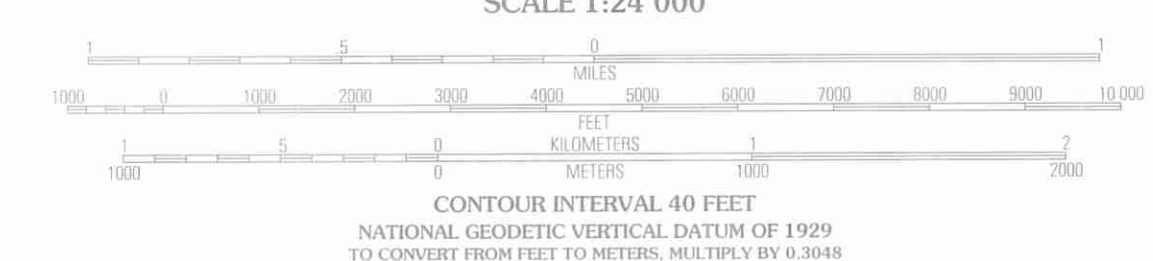 SCALE 1:24 000
1 .5 0 1
MILES
1000 0 1000 2000 3000 4000 5000 6000 7000 8000 9000 10 000
FEET
1 .5 0 KILOMETERS 1 2
1000 0 METERS 1000 2000
CONTOUR INTERVAL 40 FEET
NATIONAL GEODETIC VERTICAL DATUM OF 1929
TO CONVERT FROM FEET TO METERS, MULTIPLY BY 0.3048